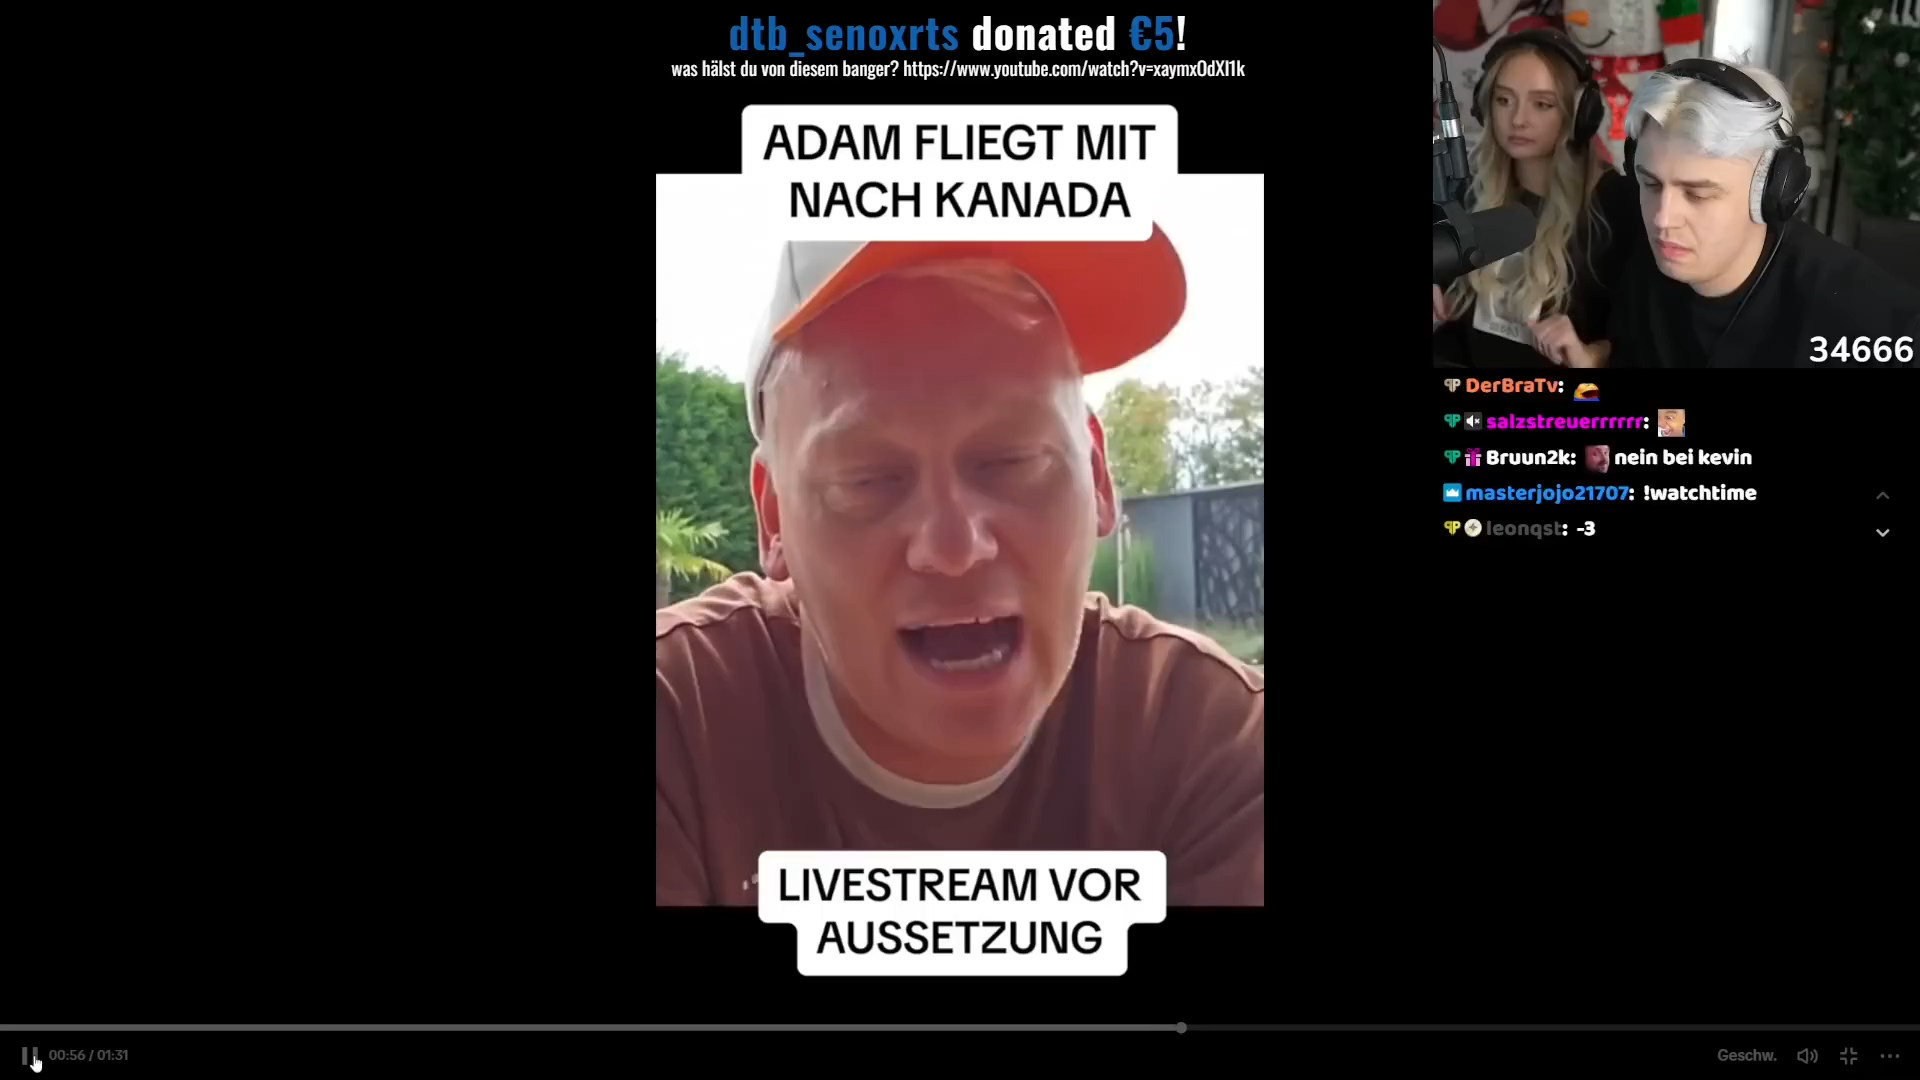 dtb_senoxrts donated €5!
was hälst du von diesem banger? https://www.youtube.com/watch?v=xaymxOdXl1k
ADAM FLIEGT MIT
NACH KANADA
34666
DerBraTv:
salzstreuerrrrrr:
Bruun2k: nein bei kevin
masterjojo21707: !watchtime
leonqst: -3
LIVESTREAM VOR
AUSSETZUNG
00:56 / 01:31
Geschw.